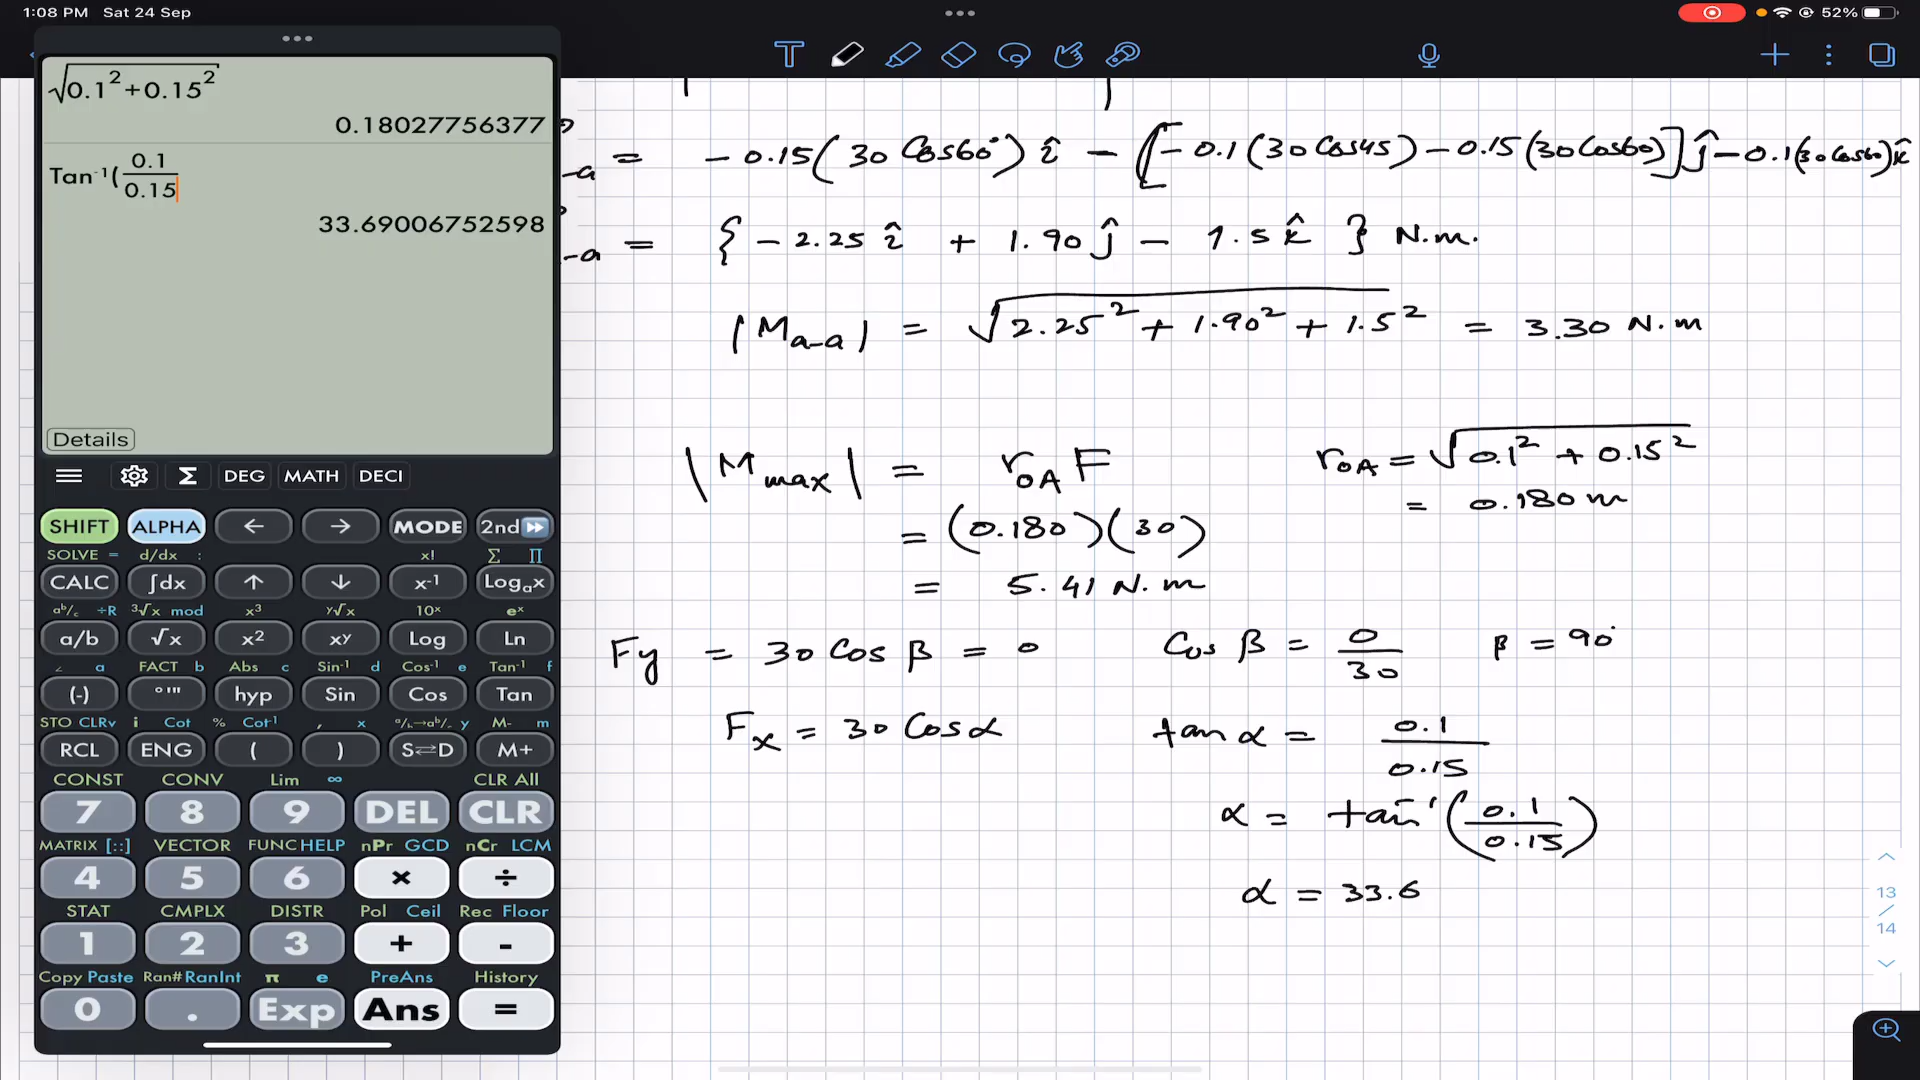 1:08 PM Sat 24 Sep
52%
√0.1²+0.15²
0.18027756377
Tan⁻¹(0.1/0.15
33.69006752598
Details
DEG MATH DECI
SHIFT ALPHA ← → MODE 2nd
SOLVE = d/dx : x! Σ ∏
CALC ∫dx ↑ ↓ x⁻¹ Logₐx
aᵇ/c ÷R ³√x mod x³ ʸ√x 10ˣ eˣ
a/b √x x² xʸ Log Ln
∠ a FACT b Abs c Sin⁻¹ d Cos⁻¹ e Tan⁻¹ f
(-) °'" hyp Sin Cos Tan
STO CLRv i Cot % Cot⁻¹ , x y M- m
RCL ENG ( ) S⇄D M+
CONST CONV Lim ∞ CLR All
7 8 9 DEL CLR
MATRIX [::] VECTOR FUNC HELP nPr GCD nCr LCM
4 5 6 × ÷
STAT CMPLX DISTR Pol Ceil Rec Floor
1 2 3 + -
Copy Paste Ran# RanInt π e PreAns History
0 . Exp Ans =
-a = -0.15(30 Cos60°) î - [-0.1(30Cos45) - 0.15(30Cos60)] ĵ - 0.1(30Cos60) k̂
-a = { -2.25 î + 1.90 ĵ - 1.5 k̂ } N.m.
|Ma-a| = √2.25² + 1.90² + 1.5² = 3.30 N.m
|Mmax| = rOA F
= (0.180)(30)
= 5.41 N.m
rOA = √0.1² + 0.15²
= 0.180 m
Fy = 30 Cos β = 0 Cos β = 0/30 β = 90°
Fx = 30 Cos α tan α = 0.1/0.15
α = tan⁻¹(0.1/0.15)
α = 33.6
13
/
14